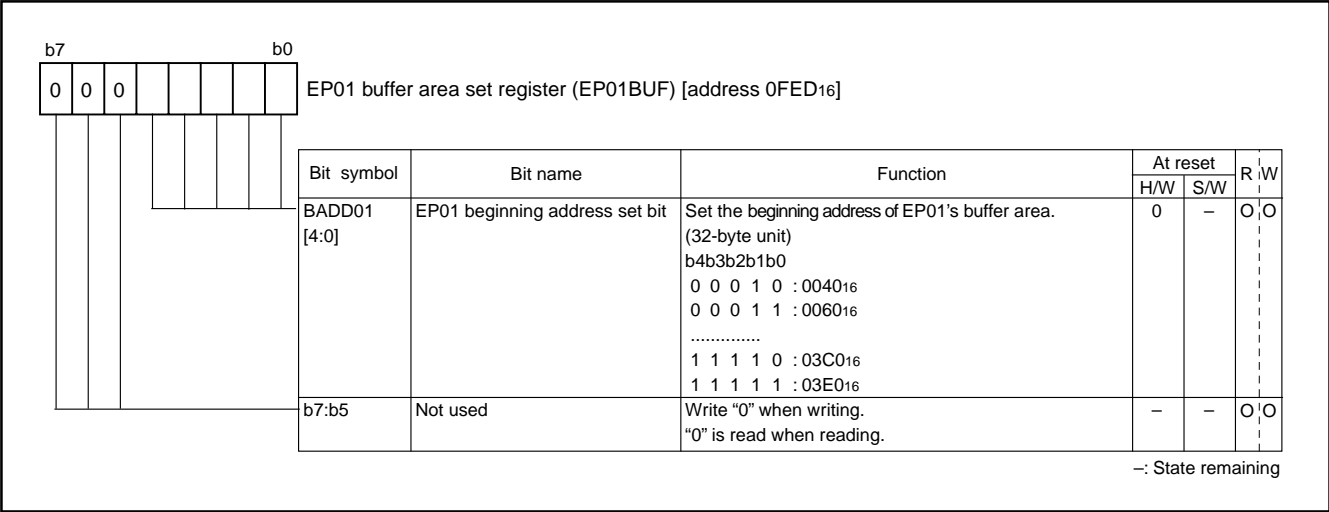 b7 b0
0 0 0 EP01 buffer area set register (EP01BUF) [address 0FED16]
Bit symbol Bit name Function At reset R W
H/W S/W
BADD01 EP01 beginning address set bit Set the beginning address of EP01's buffer area. 0 – O O
[4:0] (32-byte unit)
b4b3b2b1b0
0 0 0 1 0 : 004016
0 0 0 1 1 : 006016
..............
1 1 1 1 0 : 03C016
1 1 1 1 1 : 03E016
b7:b5 Not used Write “0” when writing. – – O O
“0” is read when reading.
–: State remaining